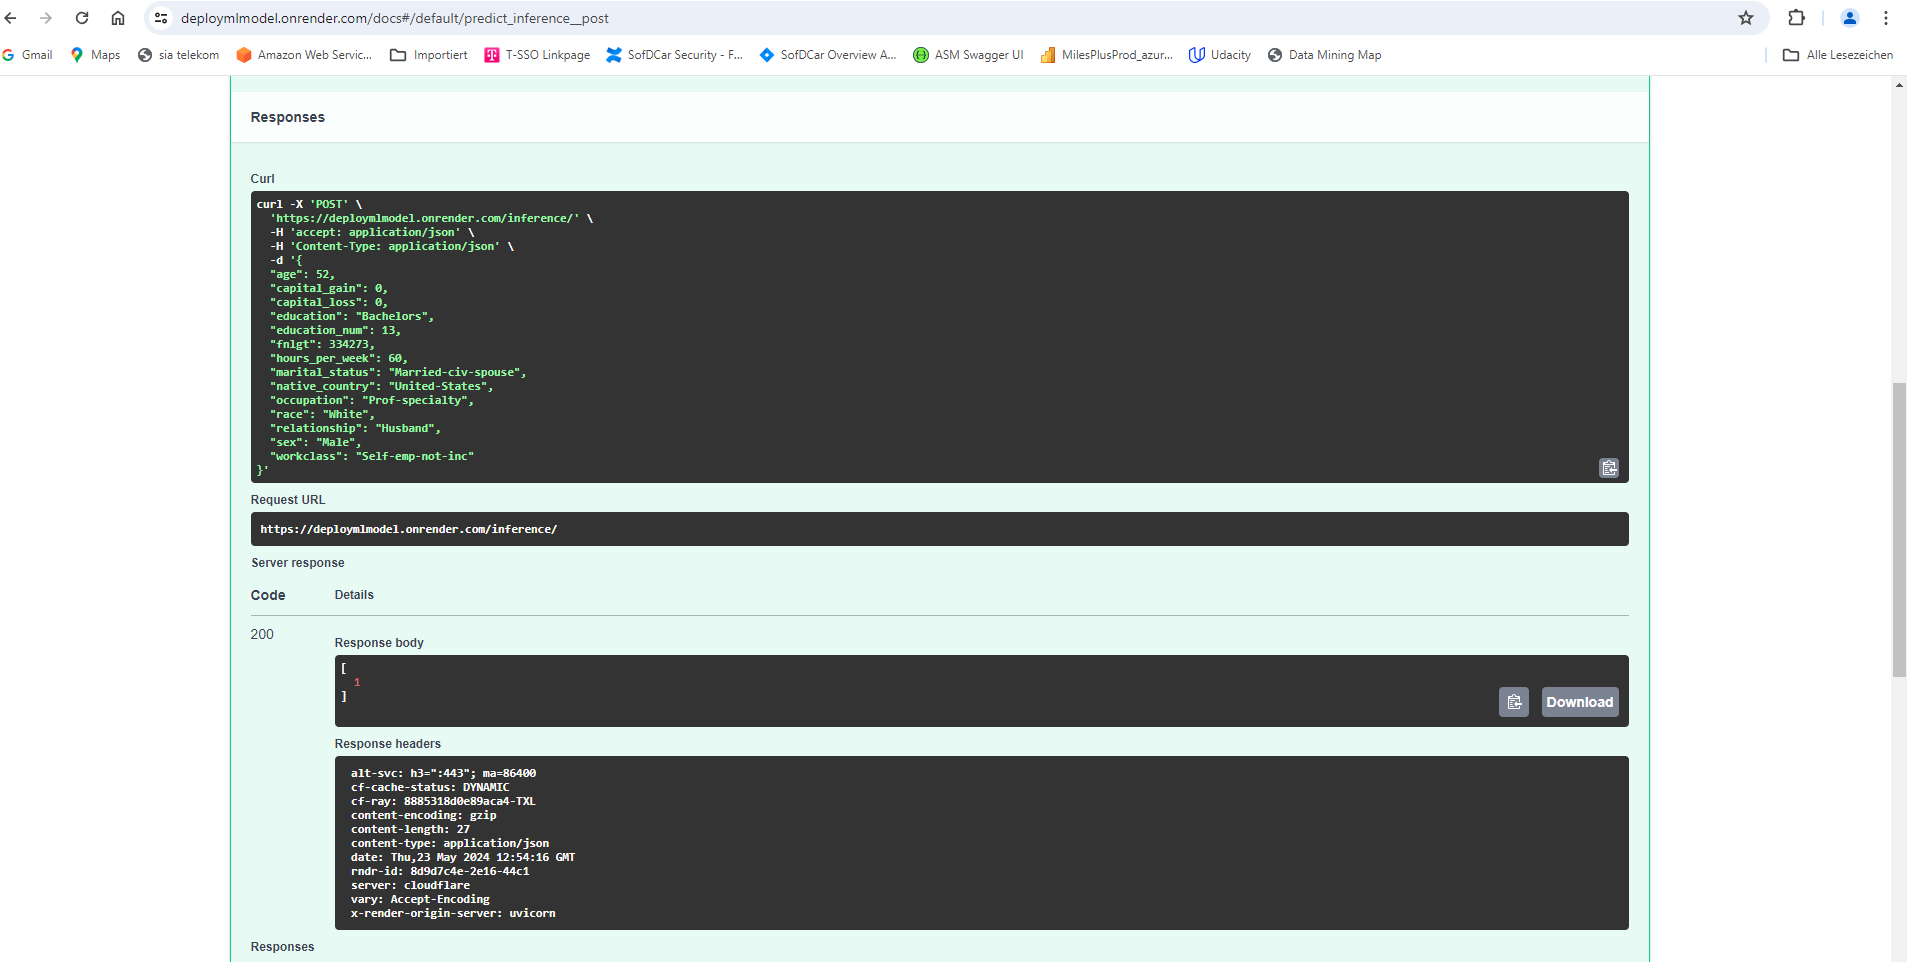 deploymlmodel.onrender.com/docs#/default/predict_inference__post
Gmail Maps sia telekom Amazon Web Servic... Importiert T-SSO Linkpage SofDCar Security - F... SofDCar Overview A... ASM Swagger UI MilesPlusProd_azur... Udacity Data Mining Map Alle Lesezeichen
Responses
Curl
curl -X 'POST' \
  'https://deploymlmodel.onrender.com/inference/' \
  -H 'accept: application/json' \
  -H 'Content-Type: application/json' \
  -d '{
  "age": 52,
  "capital_gain": 0,
  "capital_loss": 0,
  "education": "Bachelors",
  "education_num": 13,
  "fnlgt": 334273,
  "hours_per_week": 60,
  "marital_status": "Married-civ-spouse",
  "native_country": "United-States",
  "occupation": "Prof-specialty",
  "race": "White",
  "relationship": "Husband",
  "sex": "Male",
  "workclass": "Self-emp-not-inc"
}'
Request URL
https://deploymlmodel.onrender.com/inference/
Server response
Code Details
200
Response body
[
  1
]
Download
Response headers
alt-svc: h3=":443"; ma=86400
cf-cache-status: DYNAMIC
cf-ray: 8885318d0e89aca4-TXL
content-encoding: gzip
content-length: 27
content-type: application/json
date: Thu,23 May 2024 12:54:16 GMT
rndr-id: 8d9d7c4e-2e16-44c1
server: cloudflare
vary: Accept-Encoding
x-render-origin-server: uvicorn
Responses